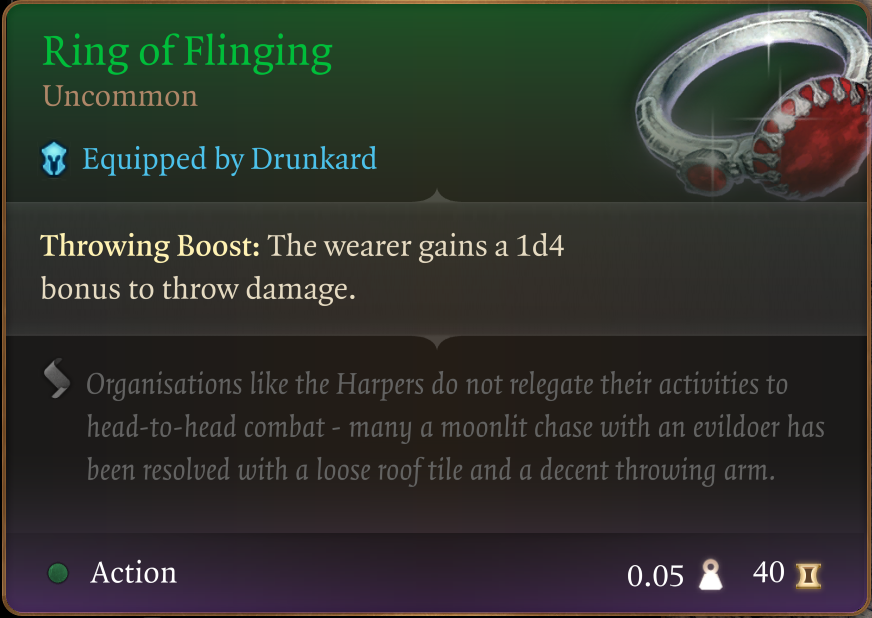 Ring of Flinging
Uncommon
Equipped by Drunkard
Throwing Boost: The wearer gains a 1d4
bonus to throw damage.
Organisations like the Harpers do not relegate their activities to
head-to-head combat - many a moonlit chase with an evildoer has
been resolved with a loose roof tile and a decent throwing arm.
Action 0.05 40